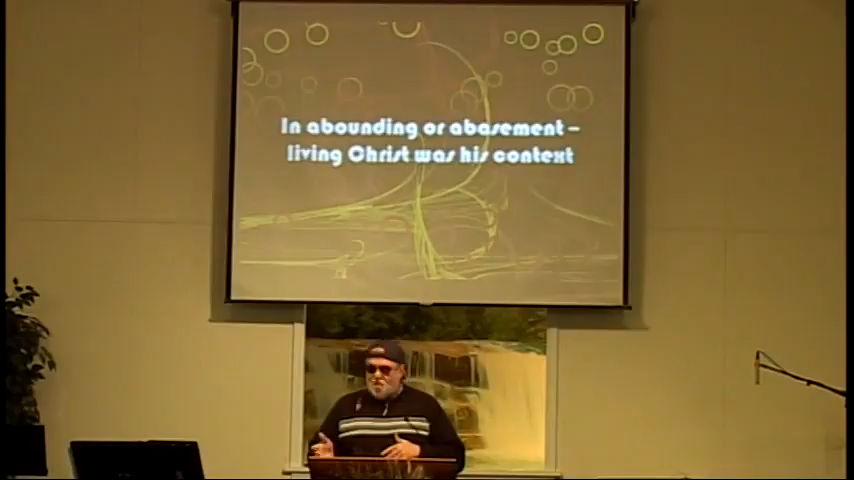 In abounding or abasement –
living Christ was his context